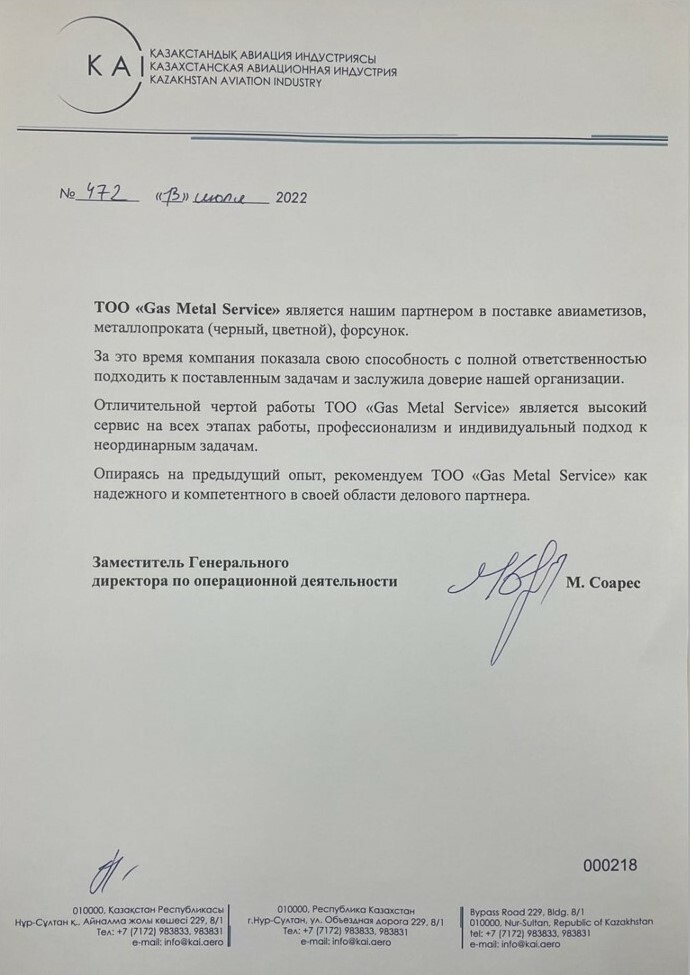 KAI
ҚАЗАҚСТАНДЫҚ АВИАЦИЯ ИНДУСТРИЯСЫ
КАЗАХСТАНСКАЯ АВИАЦИОННАЯ ИНДУСТРИЯ
KAZAKHSTAN AVIATION INDUSTRY
№ 472 «13» июля 2022
ТОО «Gas Metal Service» является нашим партнером в поставке авиаметизов,
металлопроката (черный, цветной), форсунок.
За это время компания показала свою способность с полной ответственностью
подходить к поставленным задачам и заслужила доверие нашей организации.
Отличительной чертой работы ТОО «Gas Metal Service» является высокий
сервис на всех этапах работы, профессионализм и индивидуальный подход к
неординарным задачам.
Опираясь на предыдущий опыт, рекомендуем ТОО «Gas Metal Service» как
надежного и компетентного в своей области делового партнера.
Заместитель Генерального
директора по операционной деятельности
М. Соарес
000218
010000, Қазақстан Республикасы
Нұр-Сұлтан қ., Айналма жолы көшесі 229, 8/1
Тел: +7 (7172) 983833, 983831
e-mail: info@kai.aero
010000, Республика Казахстан
г.Нур-Султан, ул. Объездная дорога 229, 8/1
Тел: +7 (7172) 983833, 983831
e-mail: info@kai.aero
Bypass Road 229, Bldg. 8/1
010000, Nur-Sultan, Republic of Kazakhstan
tel: +7 (7172) 983833, 983831
e-mail: info@kai.aero